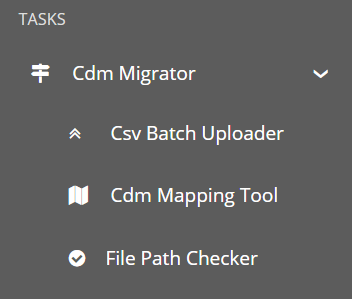 TASKS
Cdm Migrator
Csv Batch Uploader
Cdm Mapping Tool
File Path Checker